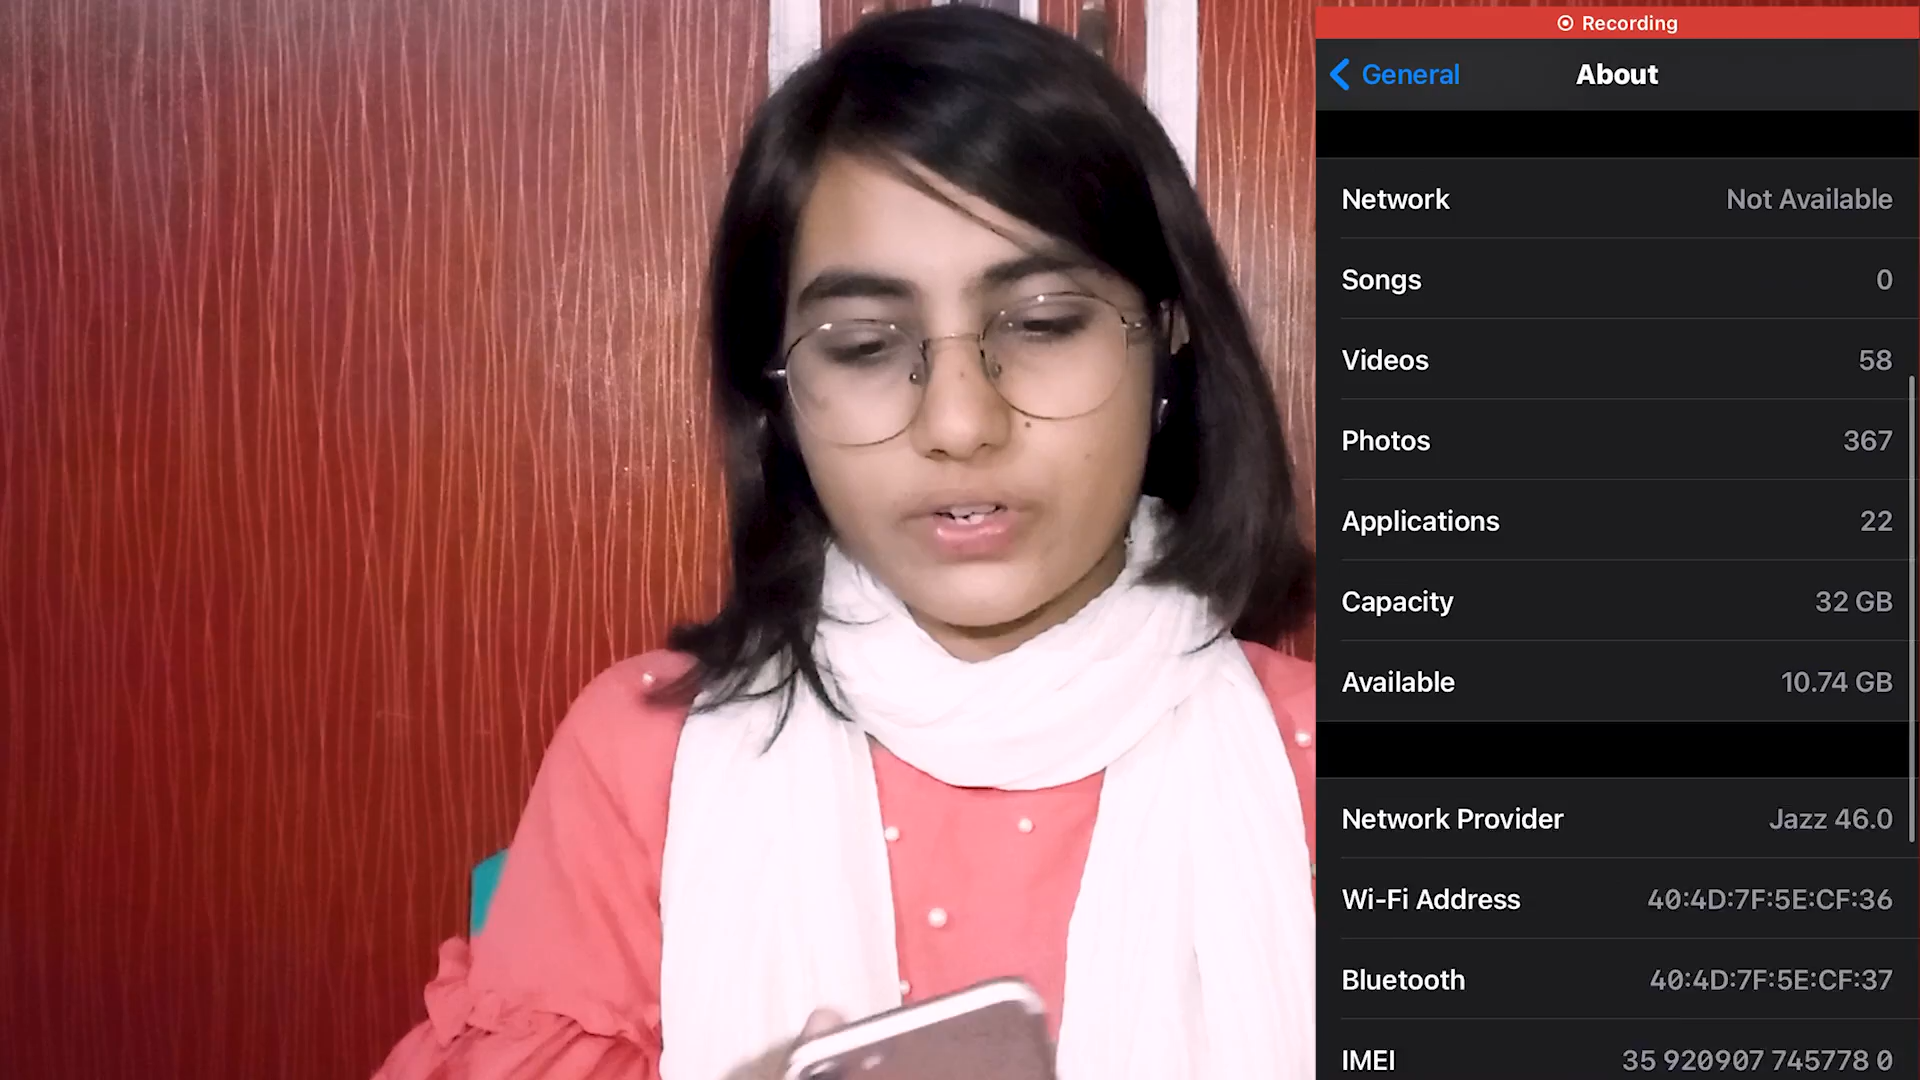 Recording
General About
Network Not Available
Songs 0
Videos 58
Photos 367
Applications 22
Capacity 32 GB
Available 10.74 GB
Network Provider Jazz 46.0
Wi-Fi Address 40:4D:7F:5E:CF:36
Bluetooth 40:4D:7F:5E:CF:37
IMEI 35 920907 745778 0